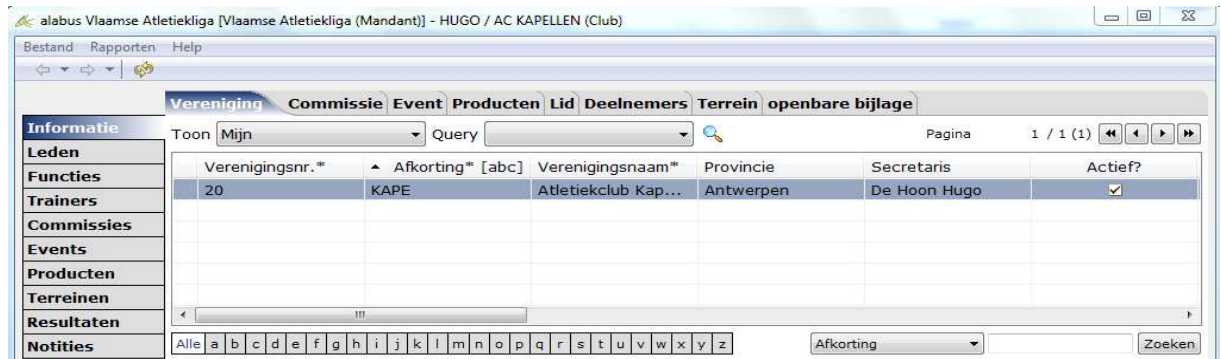 alabus Vlaamse Atletiekliga [Vlaamse Atletiekliga (Mandant)] - HUGO / AC KAPELLEN (Club)
Bestand Rapporten Help
Vereniging Commissie Event Producten Lid Deelnemers Terrein openbare bijlage
Informatie
Toon Mijn Query Pagina 1 / 1 (1)
Leden
Verenigingsnr.* Afkorting* [abc] Verenigingsnaam* Provincie Secretaris Actief?
Functies
20 KAPE Atletiekclub Kap... Antwerpen De Hoon Hugo
Trainers
Commissies
Events
Producten
Terreinen
Resultaten
Notities
Alle a b c d e f g h i j k l m n o p q r s t u v w x y z Afkorting Zoeken